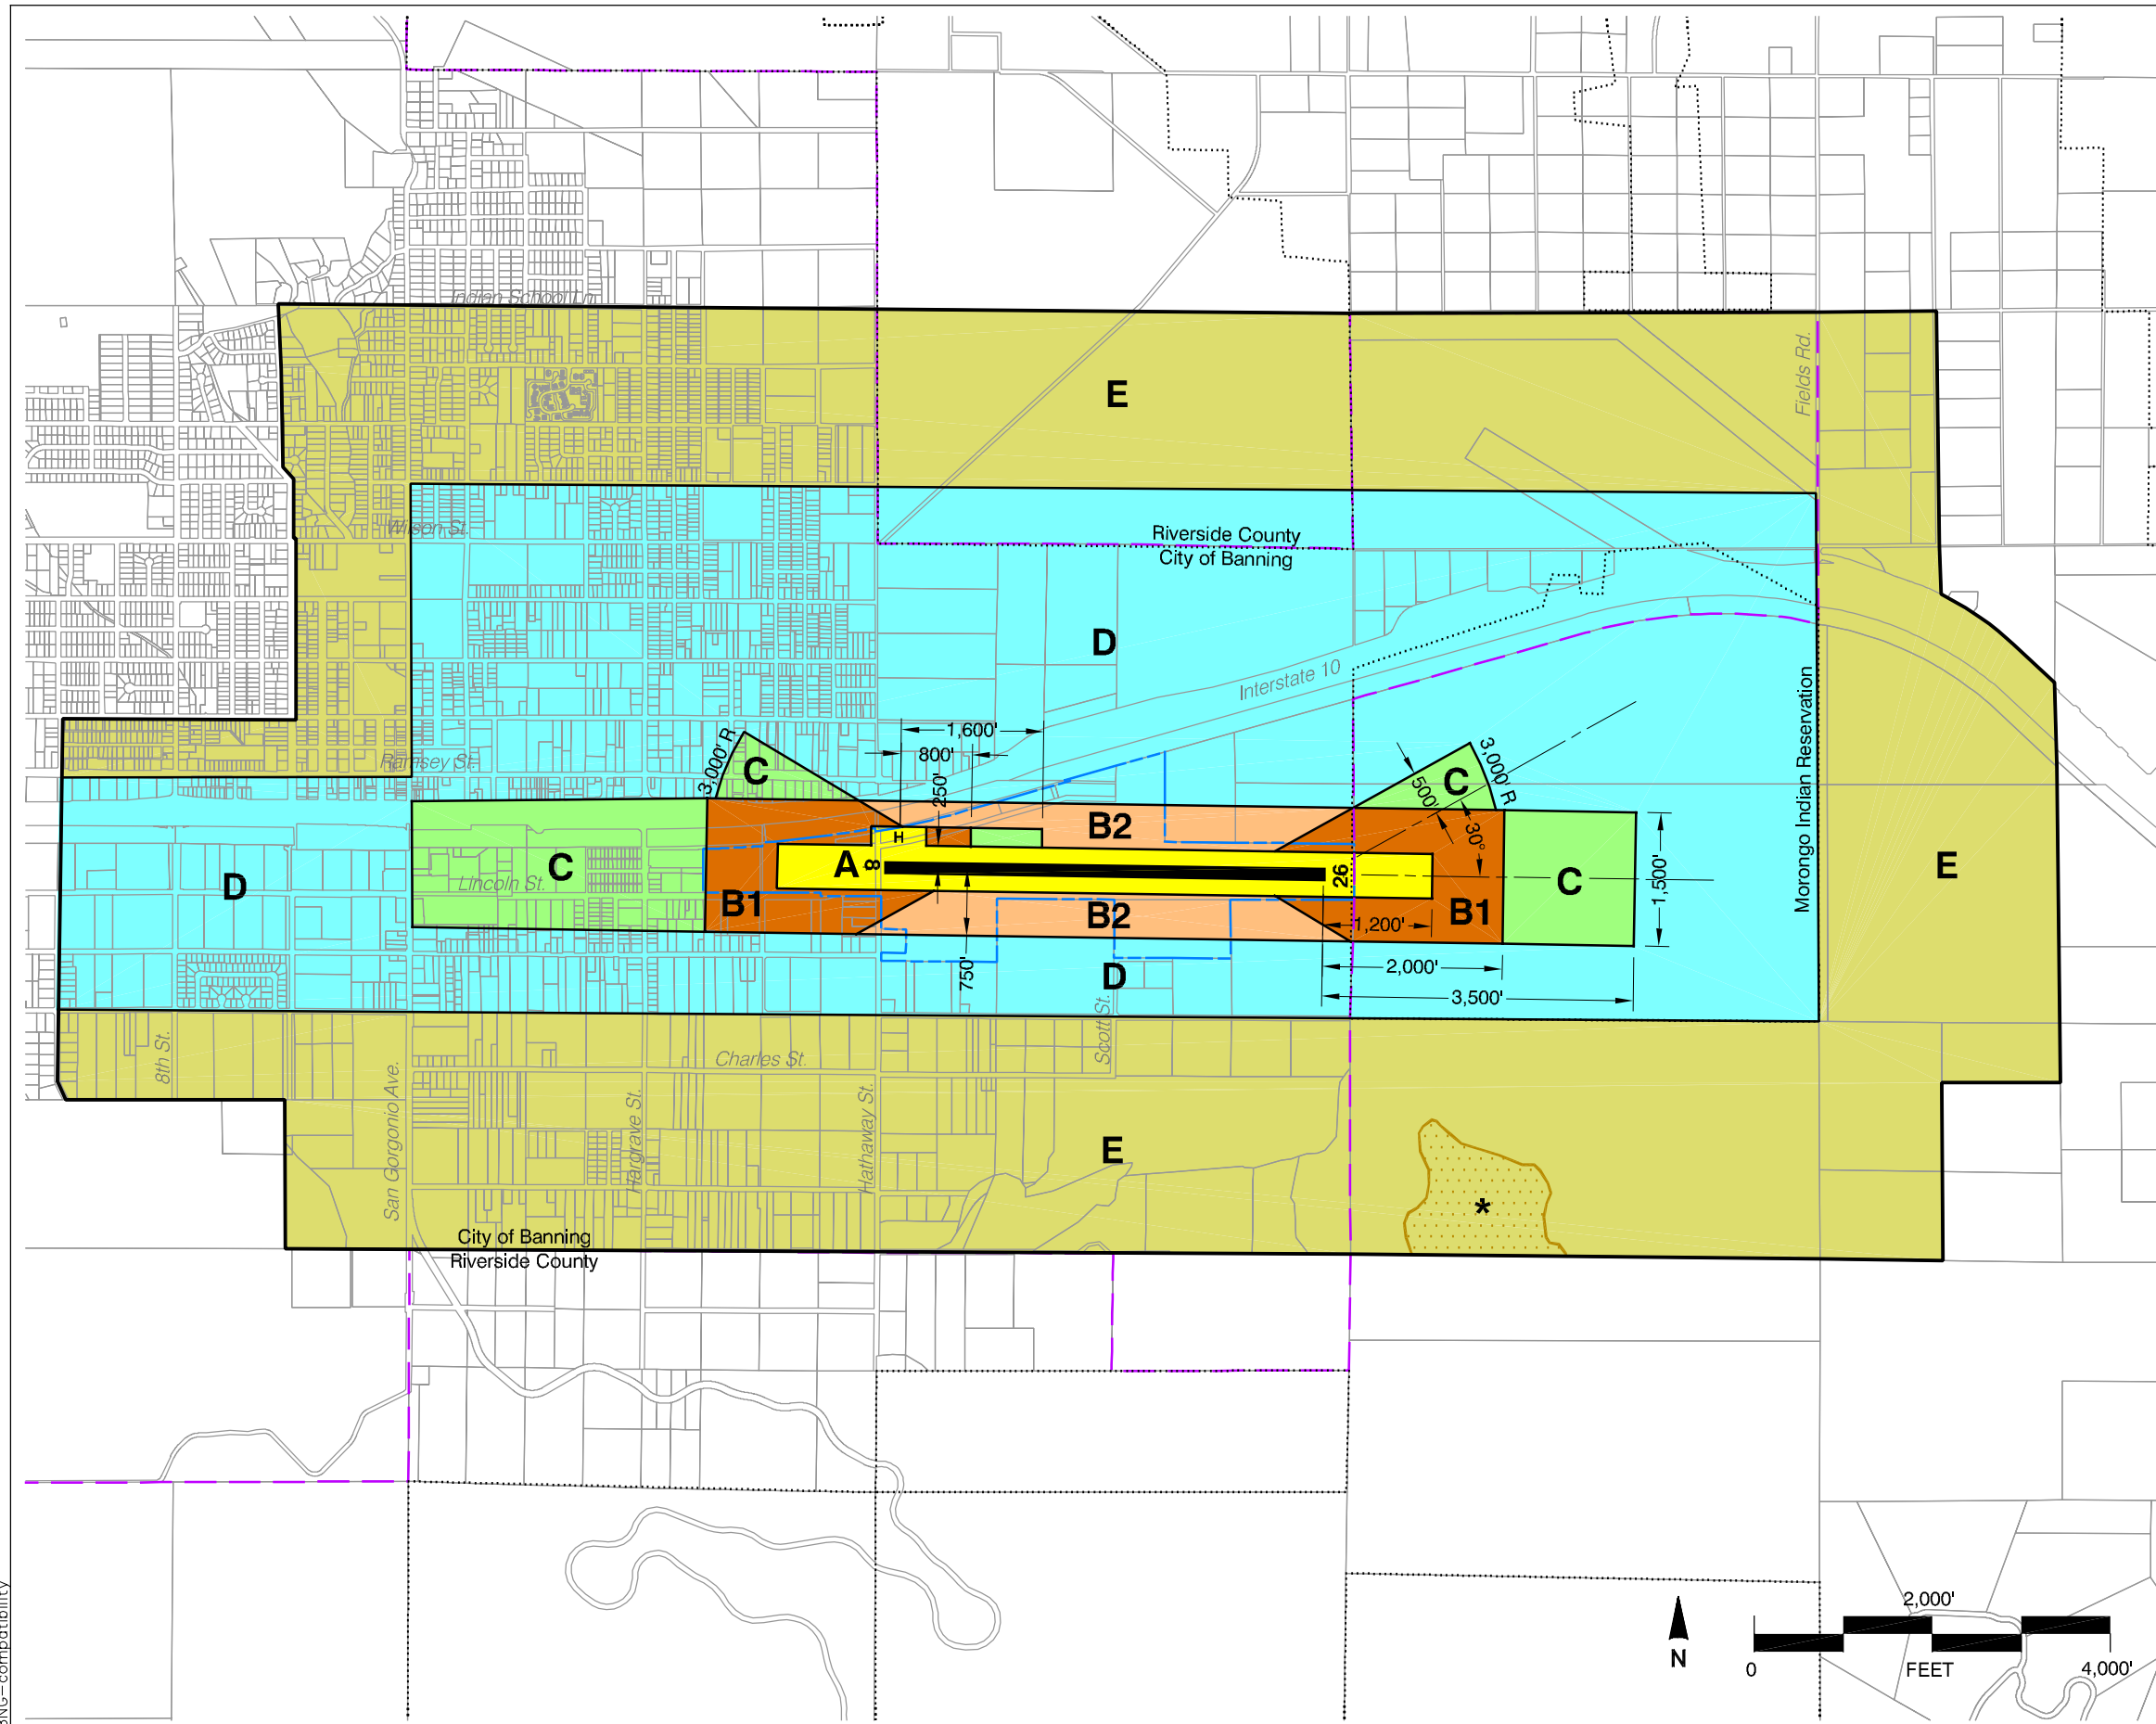 Indian School Ln.
Fields Rd.
E
Wilson St.
Riverside County
City of Banning
D
Interstate 10
Morongo Indian Reservation
Ramsey St.
3,000' R
C
1,600'
800'
250'
3,000' R
C
500'
30°
B2
H
A
8
26
C
Lincoln St.
D
B1
B2
B1
C
1,500'
E
1,200'
750'
D
2,000'
3,500'
Scott St.
8th St.
Charles St.
San Gorgonio Ave.
Hargrave St.
Hathaway St.
E
*
City of Banning
Riverside County
N
2,000'
0
FEET
4,000'